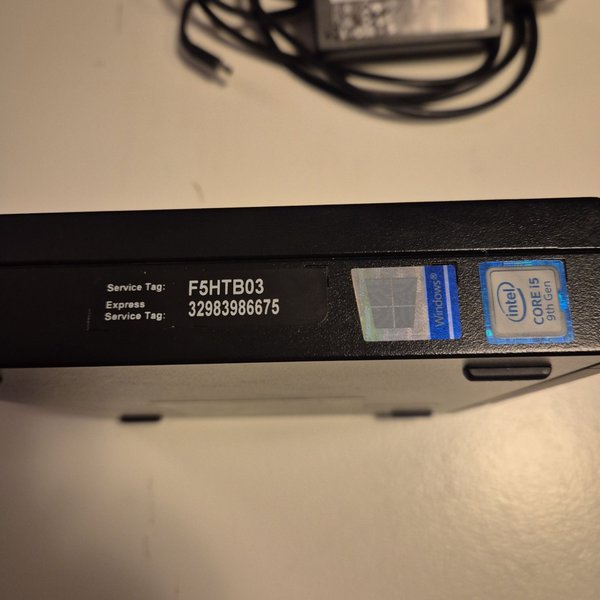 Service Tag: F5HTB03
Express
Service Tag: 32983986675
Windows®
intel®
CORE i5
9th Gen